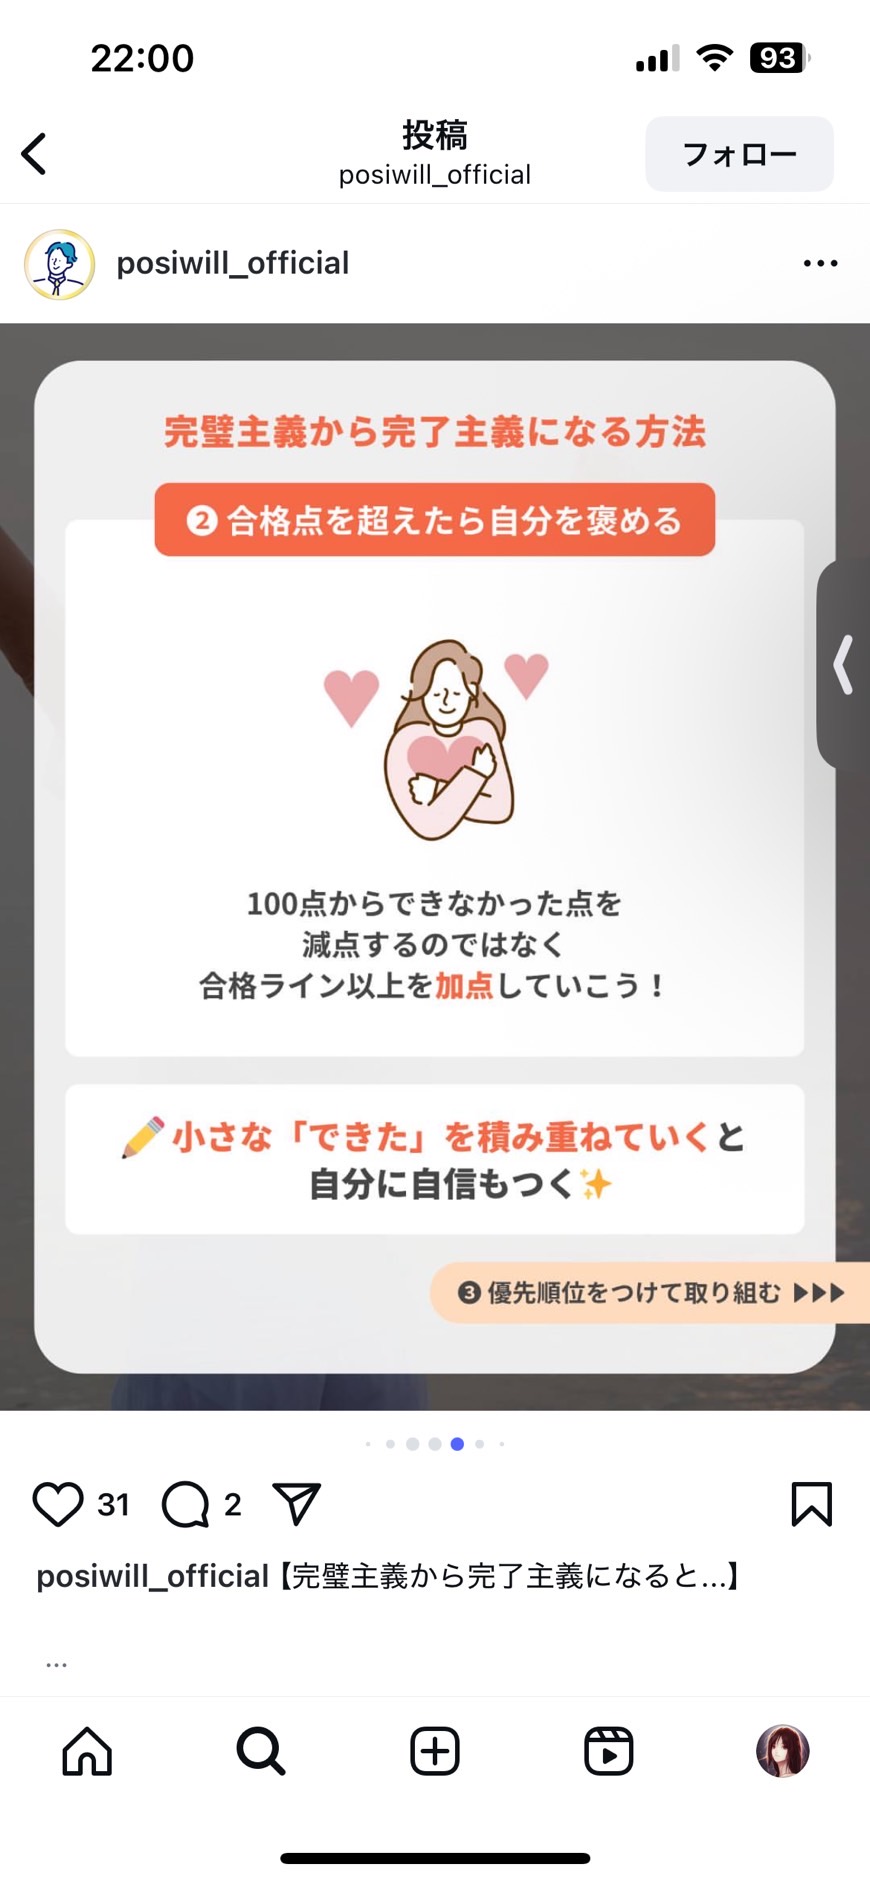 22:00
93
投稿
posiwill_official
フォロー
posiwill_official
完璧主義から完了主義になる方法
❷ 合格点を超えたら自分を褒める
100点からできなかった点を
減点するのではなく
合格ライン以上を加点していこう！
小さな「できた」を積み重ねていくと
自分に自信もつく✨
❸ 優先順位をつけて取り組む ▶▶▶
31
2
posiwill_official【完璧主義から完了主義になると…】
...